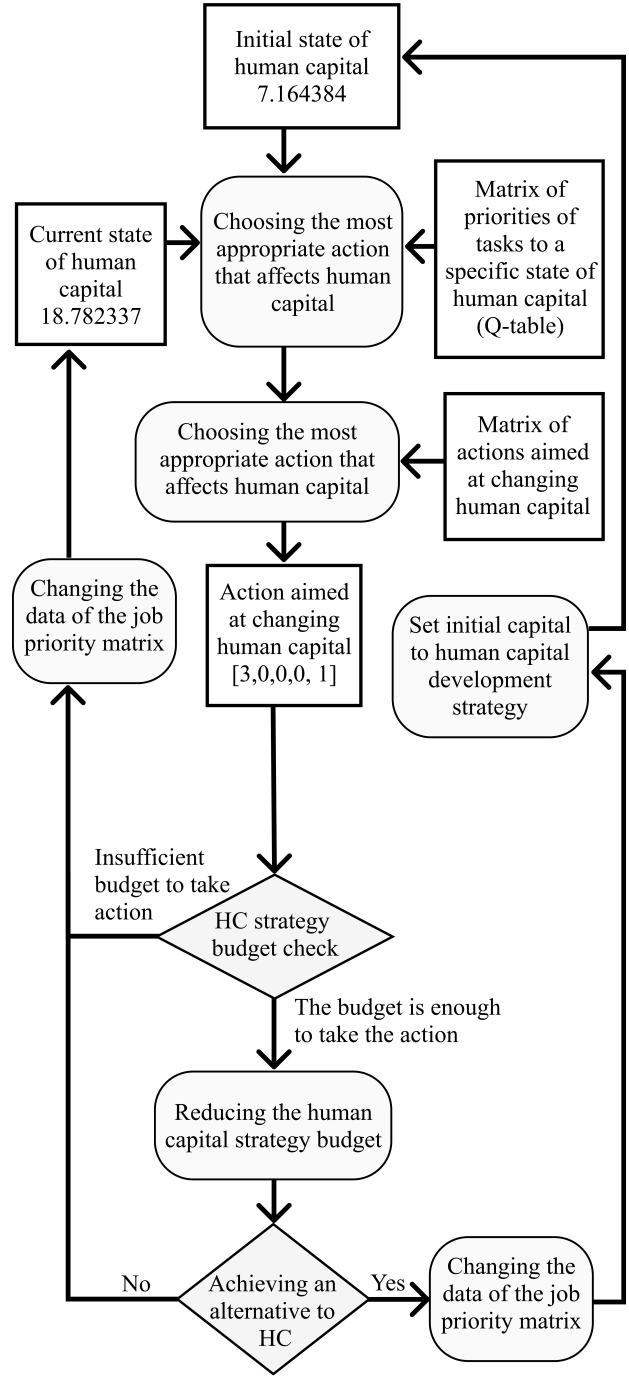 Initial state of
human capital
7.164384
Choosing the most
appropriate action
that affects human
capital
Matrix of
priorities of
tasks to a
specific state of
human capital
(Q-table)
Current state
of human
capital
18.782337
Choosing the most
appropriate action that
affects human capital
Matrix of
actions aimed
at changing
human capital
Changing the
data of the job
priority matrix
Action aimed
at changing
human capital
[3,0,0,0, 1]
Set initial capital
to human capital
development
strategy
Insufficient
budget to take
action
HC strategy
budget check
The budget is enough
to take the action
Reducing the human
capital strategy budget
No
Achieving an
alternative to
HC
Yes
Changing the
data of the job
priority matrix